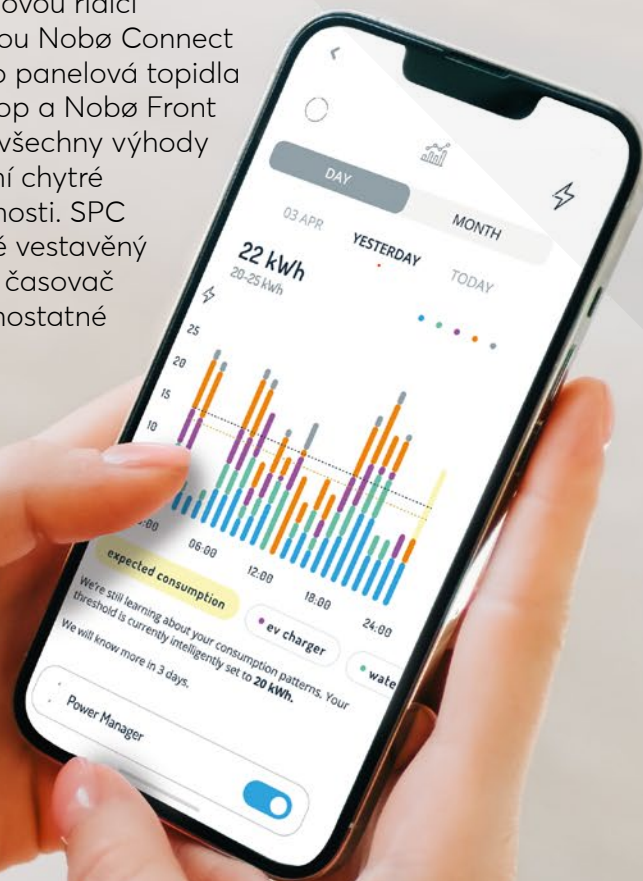 ovou řídicí
ou Nobø Connect
o panelová topidla
op a Nobø Front
všechny výhody
ní chytré
nosti. SPC
é vestavěný
časovač
nostatné
DAY
MONTH
03 APR
YESTERDAY
TODAY
22 kWh
20-25 kWh
25
20
15
10
:00
06:00
12:00
18:00
24:00
expected consumption
ev charger
wate
We're still learning about your consumption patterns. Your
threshold is currently intelligently set to 20 kWh.
We will know more in 3 days.
Power Manager